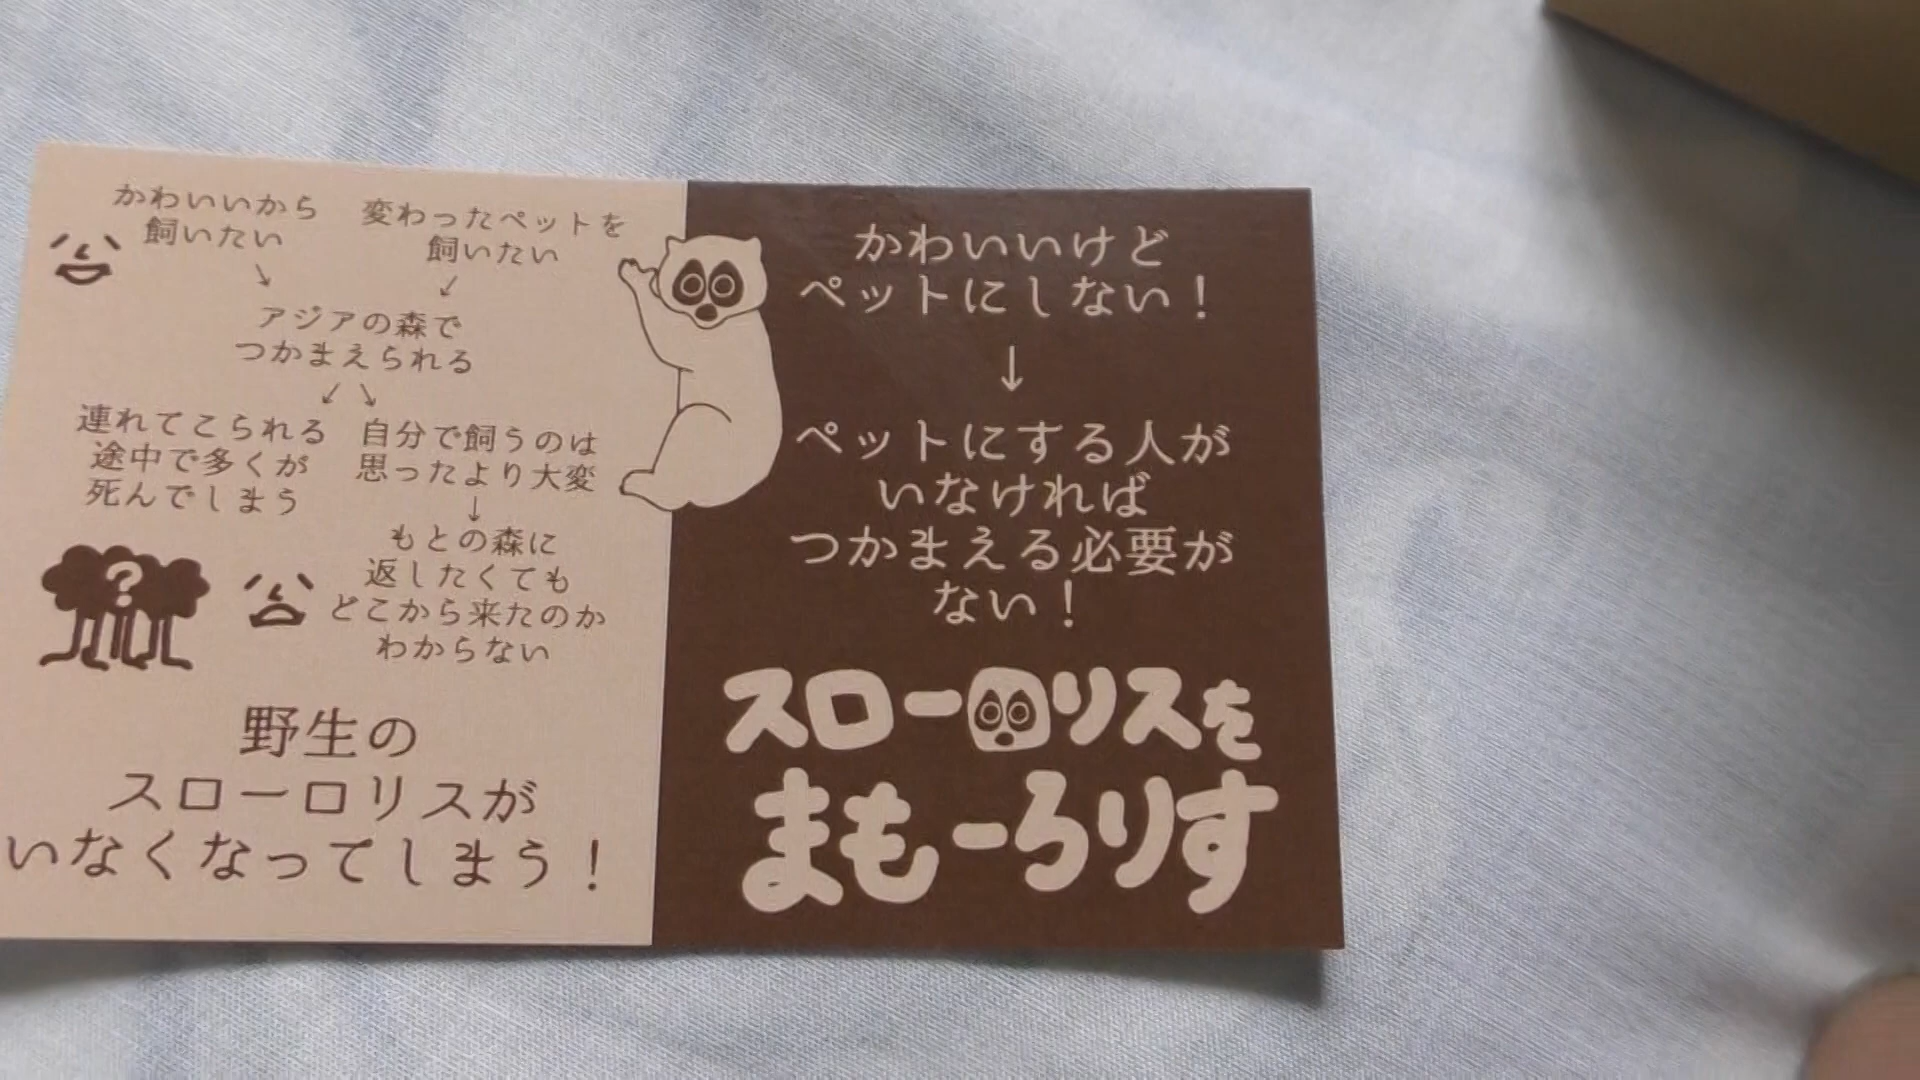 かわいいから
飼いたい
変わったペットを
飼いたい
↘
↙
アジアの森で
つかまえられる
↙ ↘
連れてこられる
途中で多くが
死んでしまう
自分で飼うのは
思ったより大変
↓
もとの森に
返したくても
どこから来たのか
わからない
?
野生の
スローロリスが
いなくなってしまう！
かわいいけど
ペットにしない！
↓
ペットにする人が
いなければ
つかまえる必要が
ない！
スローロリスを
まもーろりす